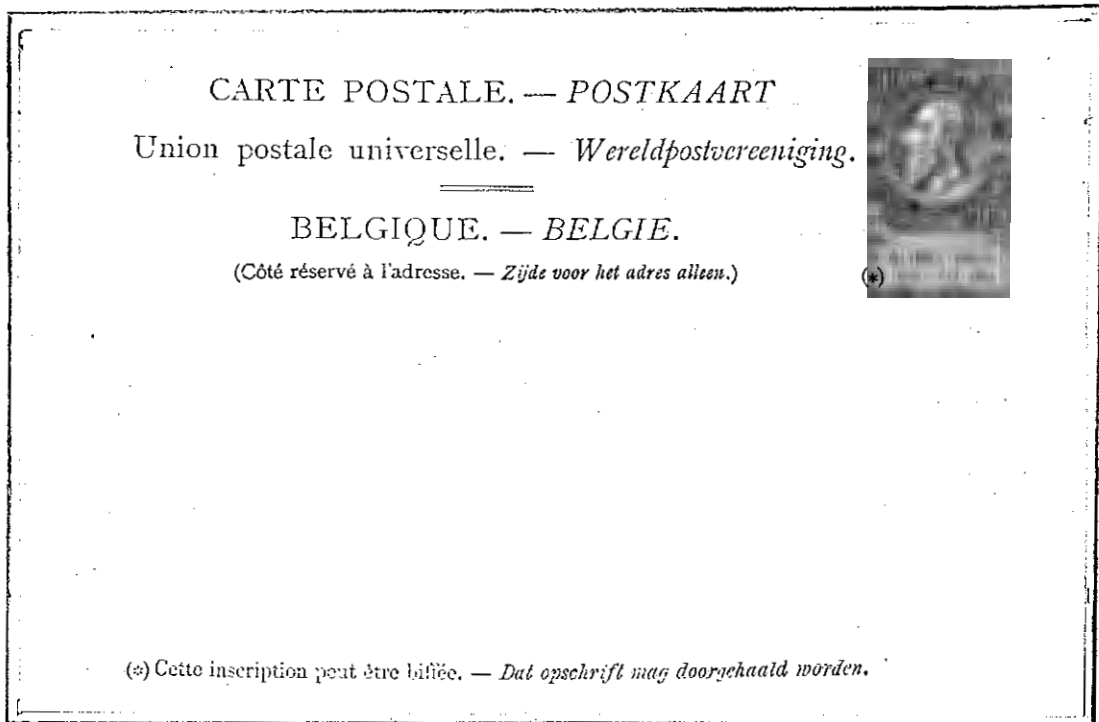 CARTE POSTALE. — POSTKAART
Union postale universelle. — Wereldpostvereeniging.
BELGIQUE. — BELGIE.
(Côté réservé à l'adresse. — Zijde voor het adres alleen.)
(*)
(*) Cette inscription peut être biffée. — Dat opschrift mag doorgehaald worden.